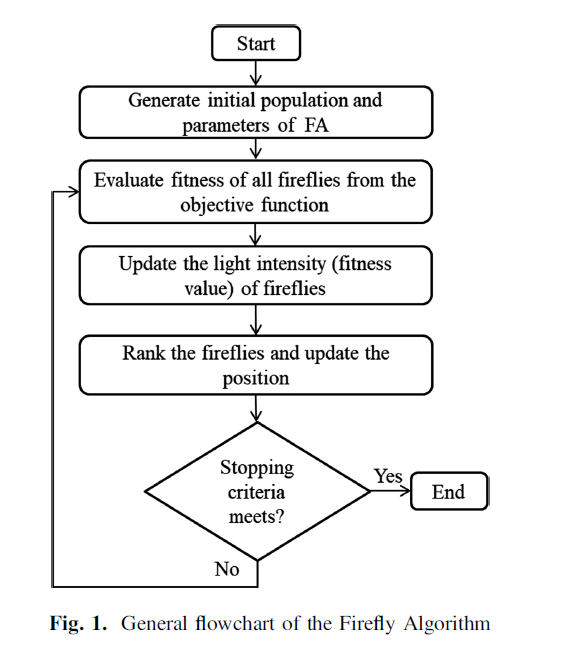 Start
Generate initial population and
parameters of FA
Evaluate fitness of all fireflies from the
objective function
Update the light intensity (fitness
value) of fireflies
Rank the fireflies and update the
position
Stopping
criteria
meets?
Yes
End
No
Fig. 1. General flowchart of the Firefly Algorithm